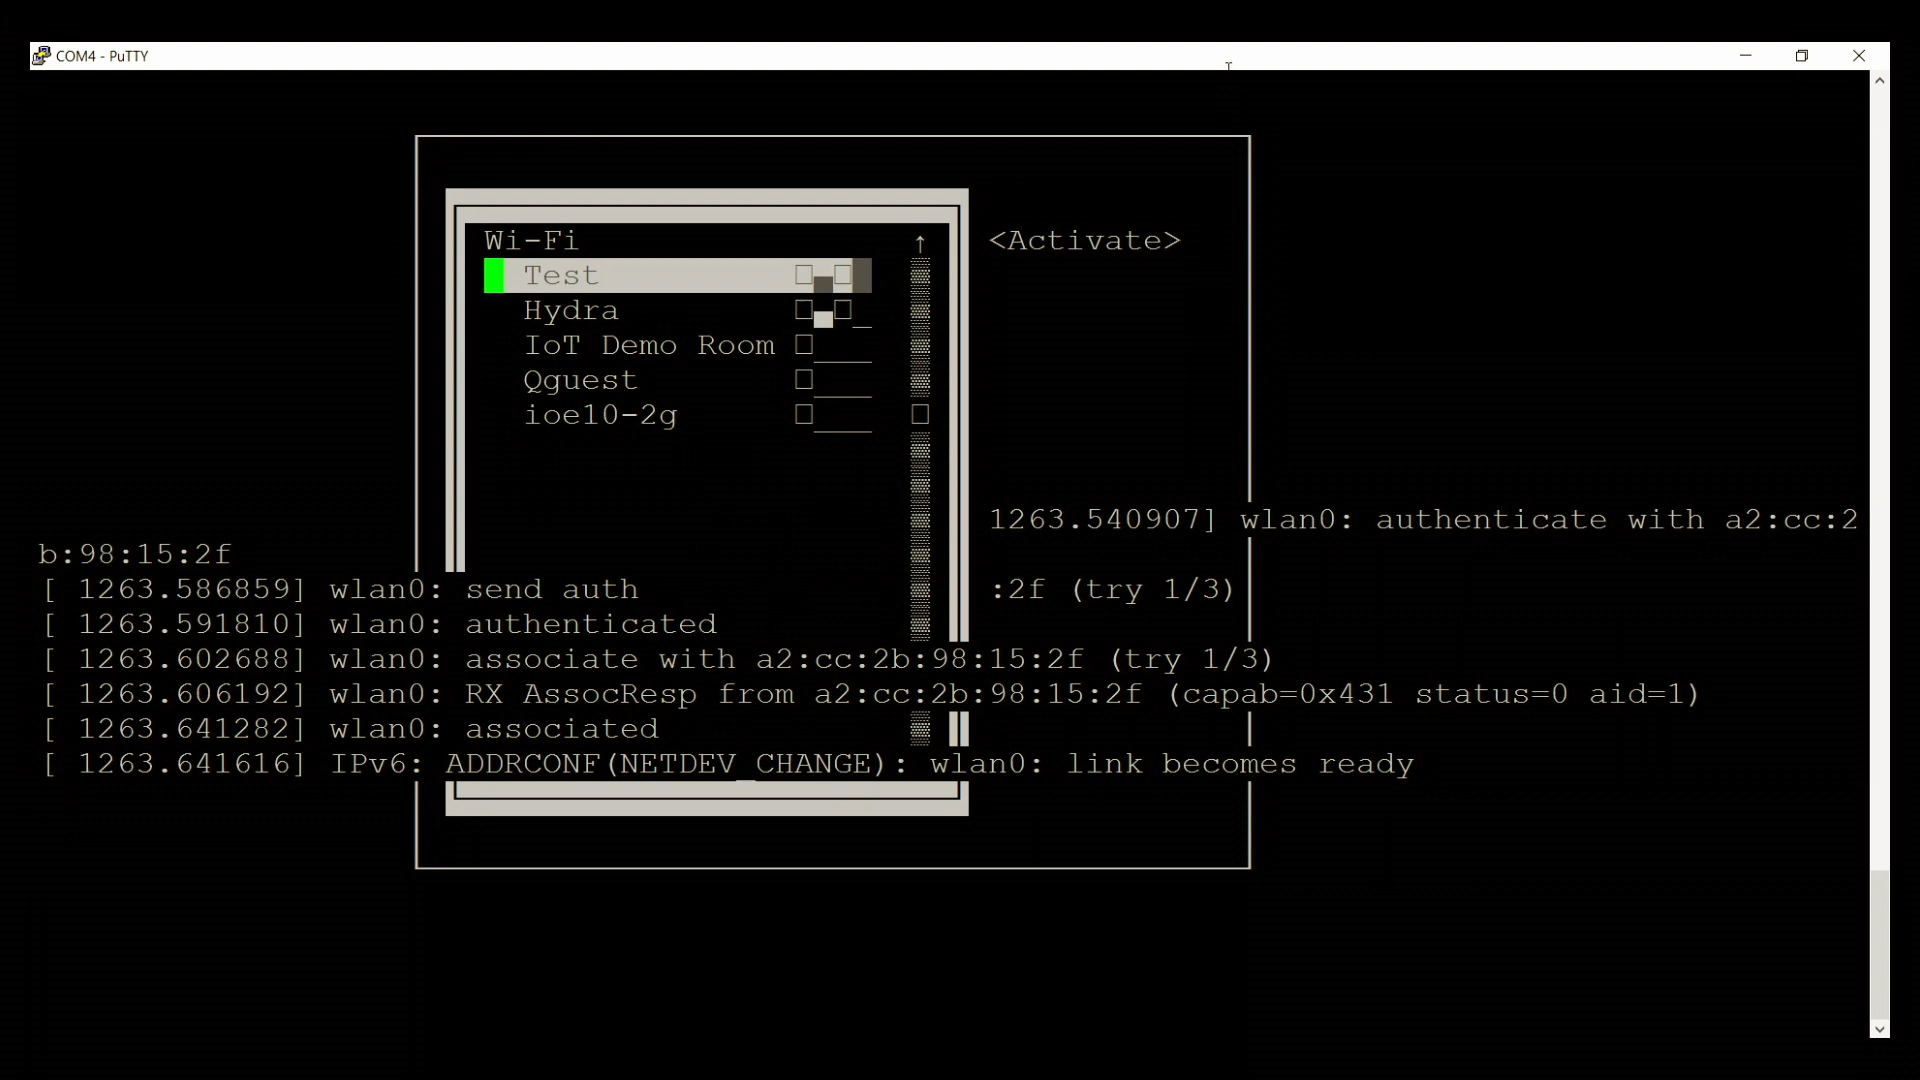 COM4 - PuTTY
Wi-Fi
<Activate>
Test
Hydra
IoT Demo Room
Qguest
ioe10-2g
1263.540907] wlan0: authenticate with a2:cc:2
b:98:15:2f
[ 1263.586859] wlan0: send auth :2f (try 1/3)
[ 1263.591810] wlan0: authenticated
[ 1263.602688] wlan0: associate with a2:cc:2b:98:15:2f (try 1/3)
[ 1263.606192] wlan0: RX AssocResp from a2:cc:2b:98:15:2f (capab=0x431 status=0 aid=1)
[ 1263.641282] wlan0: associated
[ 1263.641616] IPv6: ADDRCONF(NETDEV_CHANGE): wlan0: link becomes ready